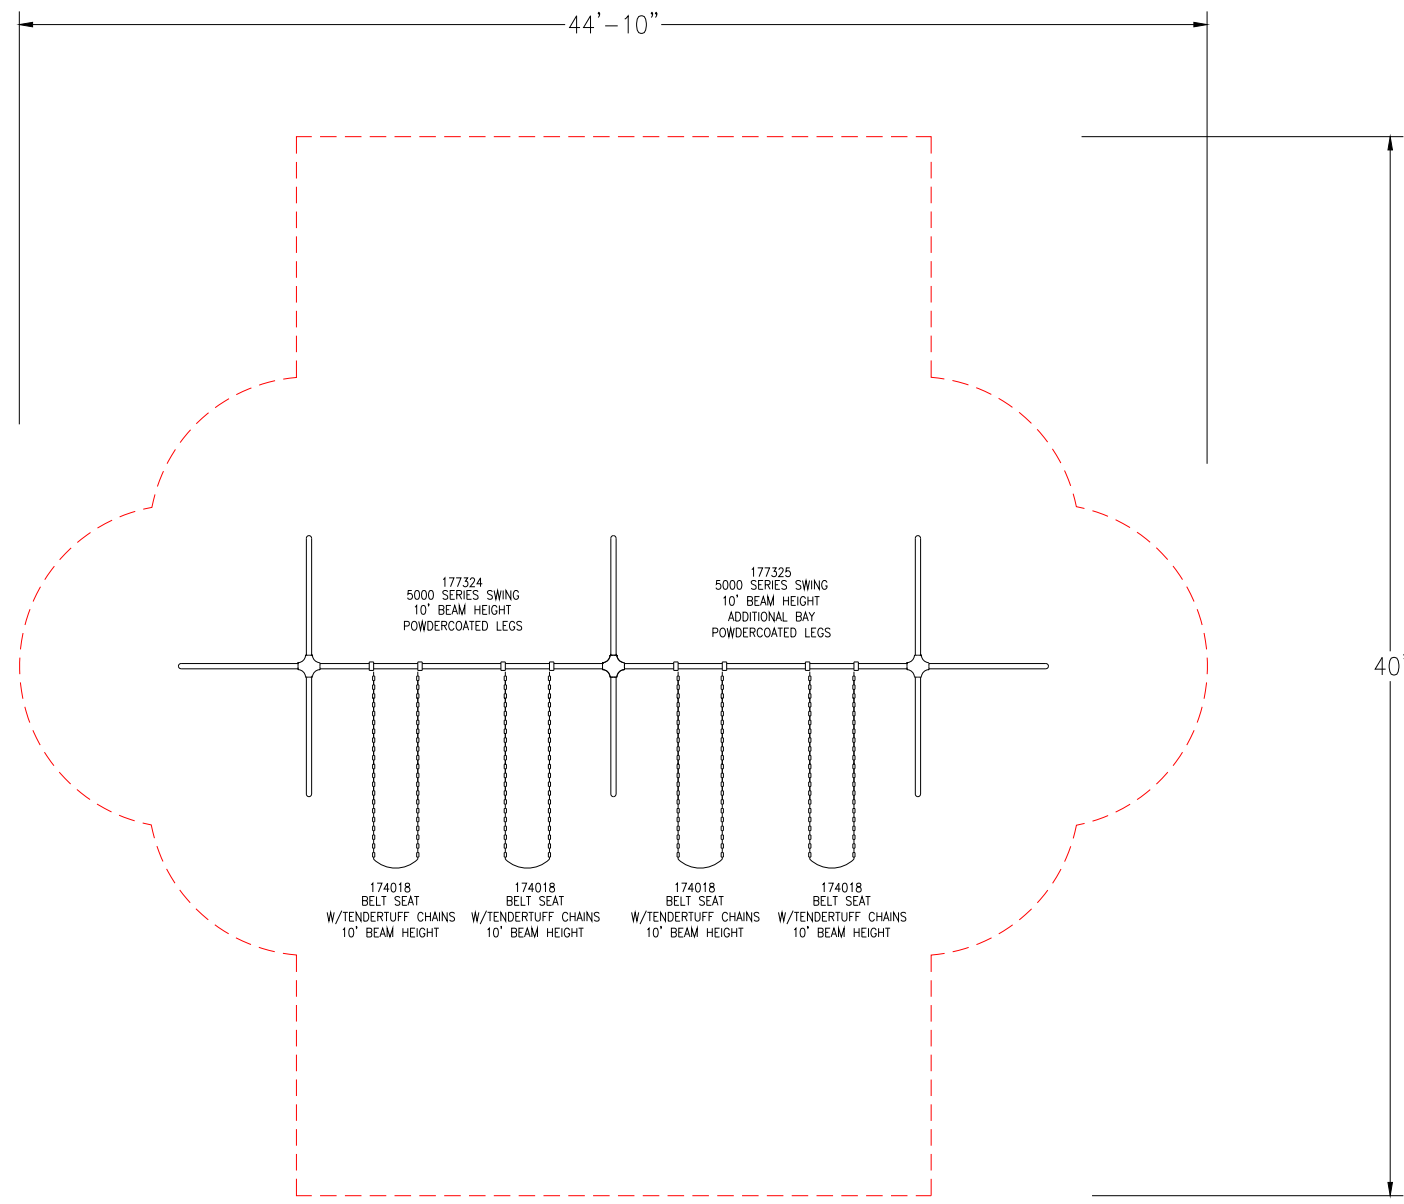 44'-10"
177324
5000 SERIES SWING
10' BEAM HEIGHT
POWDERCOATED LEGS
177325
5000 SERIES SWING
10' BEAM HEIGHT
ADDITIONAL BAY
POWDERCOATED LEGS
40'
174018
BELT SEAT
W/TENDERTUFF CHAINS
10' BEAM HEIGHT
174018
BELT SEAT
W/TENDERTUFF CHAINS
10' BEAM HEIGHT
174018
BELT SEAT
W/TENDERTUFF CHAINS
10' BEAM HEIGHT
174018
BELT SEAT
W/TENDERTUFF CHAINS
10' BEAM HEIGHT